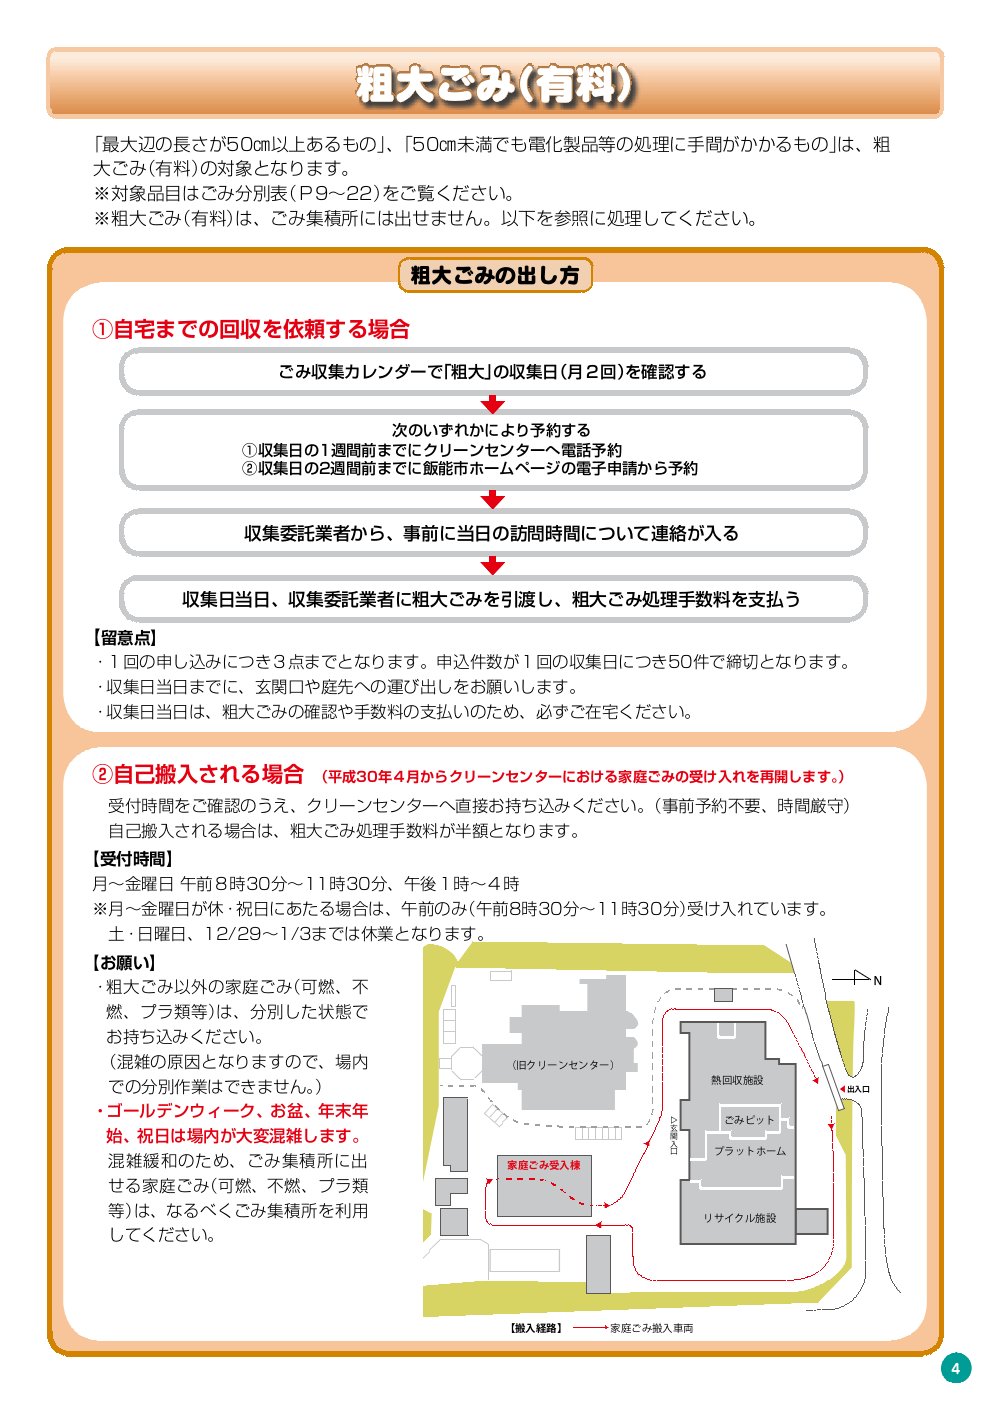 粗大ごみ（有料）
「最大辺の長さが50㎝以上あるもの」、「50㎝未満でも電化製品等の処理に手間がかかるもの」は、粗
大ごみ（有料）の対象となります。
※対象品目はごみ分別表（Ｐ9〜22）をご覧ください。
※粗大ごみ（有料）は、ごみ集積所には出せません。以下を参照に処理してください。
粗大ごみの出し方
①自宅までの回収を依頼する場合
ごみ収集カレンダーで「粗大」の収集日（月２回）を確認する
次のいずれかにより予約する
①収集日の1週間前までにクリーンセンターへ電話予約
②収集日の2週間前までに飯能市ホームページの電子申請から予約
収集委託業者から、事前に当日の訪問時間について連絡が入る
収集日当日、収集委託業者に粗大ごみを引渡し、粗大ごみ処理手数料を支払う
【留意点】
・１回の申し込みにつき３点までとなります。申込件数が１回の収集日につき50件で締切となります。
・収集日当日までに、玄関口や庭先への運び出しをお願いします。
・収集日当日は、粗大ごみの確認や手数料の支払いのため、必ずご在宅ください。
②自己搬入される場合 （平成30年４月からクリーンセンターにおける家庭ごみの受け入れを再開します。）
受付時間をご確認のうえ、クリーンセンターへ直接お持ち込みください。（事前予約不要、時間厳守）
自己搬入される場合は、粗大ごみ処理手数料が半額となります。
【受付時間】
月〜金曜日 午前８時30分〜11時30分、午後１時〜４時
※月〜金曜日が休・祝日にあたる場合は、午前のみ（午前8時30分〜11時30分）受け入れています。
土・日曜日、12/29〜1/3までは休業となります。
【お願い】
・粗大ごみ以外の家庭ごみ（可燃、不
燃、プラ類等）は、分別した状態で
お持ち込みください。
（混雑の原因となりますので、場内
での分別作業はできません。）
・ゴールデンウィーク、お盆、年末年
始、祝日は場内が大変混雑します。
混雑緩和のため、ごみ集積所に出
せる家庭ごみ（可燃、不燃、プラ類
等）は、なるべくごみ集積所を利用
してください。
N
（旧クリーンセンター）
熱回収施設
出入口
ごみピット
▷玄関入口
プラットホーム
家庭ごみ受入棟
リサイクル施設
【搬入経路】 家庭ごみ搬入車両
4